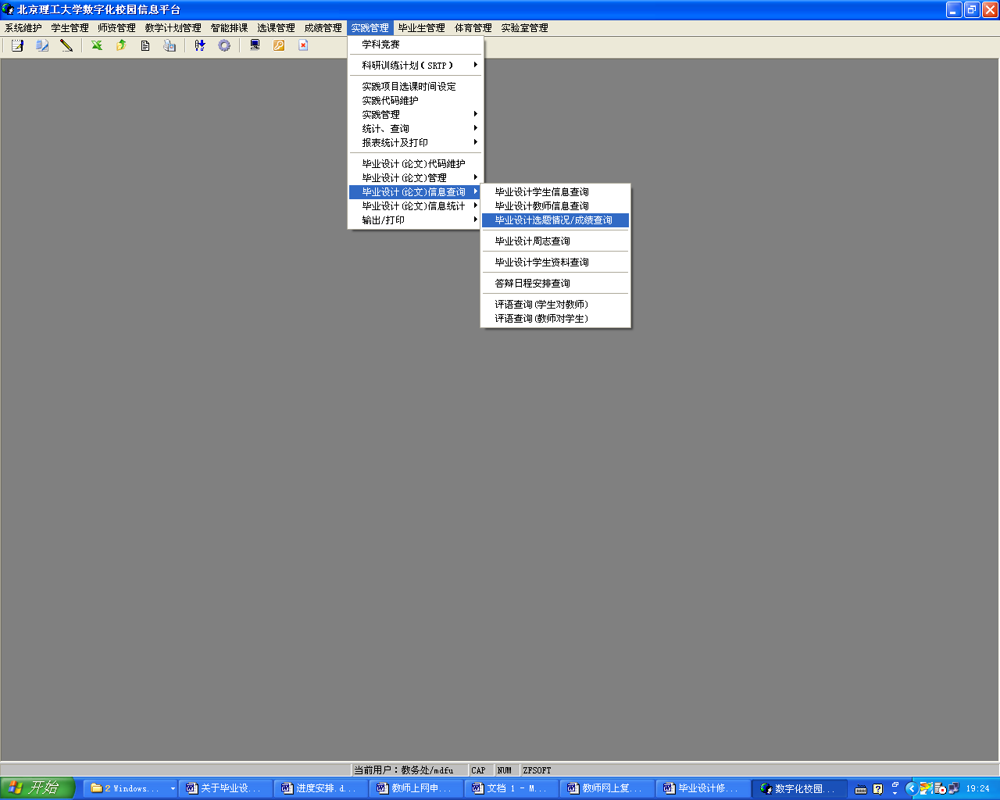 北京理工大学数字化校园信息平台
系统维护 学生管理 师资管理 教学计划管理 智能排课 选课管理 成绩管理 实践管理 毕业生管理 体育管理 实验室管理
学科竞赛
科研训练计划(SRTP)
实践项目选课时间设定
实践代码维护
实践管理
统计、查询
报表统计及打印
毕业设计(论文)代码维护
毕业设计(论文)管理
毕业设计(论文)信息查询
毕业设计(论文)信息统计
输出/打印
毕业设计学生信息查询
毕业设计教师信息查询
毕业设计选题情况/成绩查询
毕业设计周志查询
毕业设计学生资料查询
答辩日程安排查询
评语查询(学生对教师)
评语查询(教师对学生)
当前用户：教务处/mdfu CAP NUM ZFSOFT
开始 2 Windows... 关于毕业设... 进度安排.d... 教师上网申... 文档 1 - M... 教师网上复... 毕业设计修... 数字化校园... 19:24